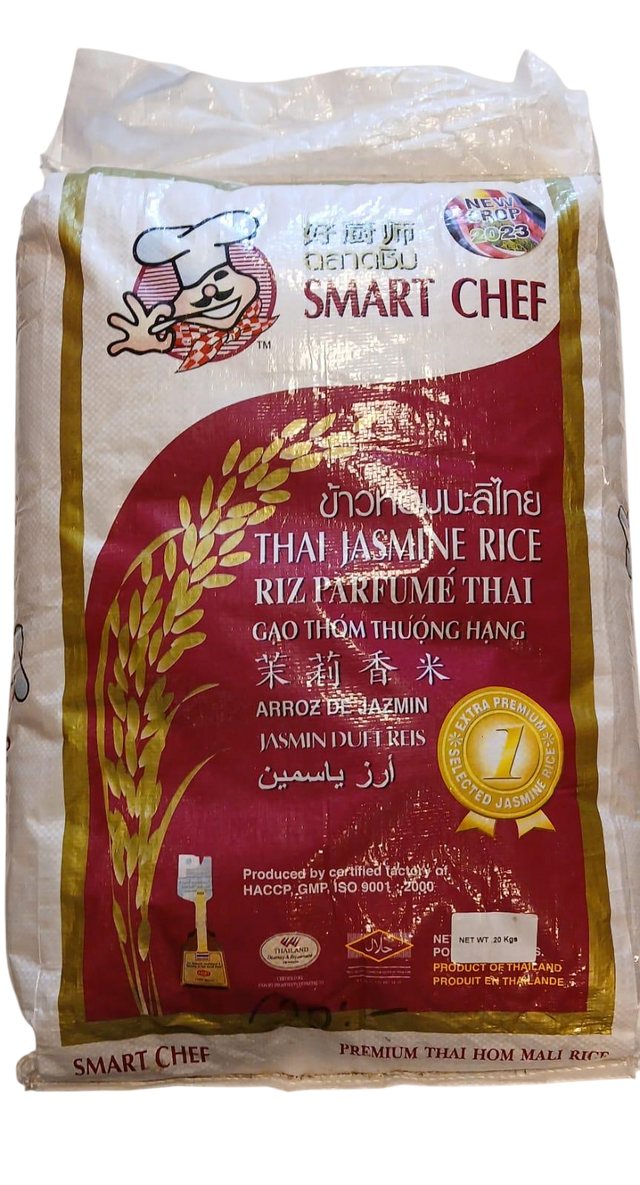 NEW
CROP
2023
好厨师
ฉลาดชิม
SMART CHEF
TM
ข้าวหอมมะลิไทย
THAI JASMINE RICE
RIZ PARFUMÉ THAI
GẠO THƠM THƯỢNG HẠNG
茉莉香米
ARROZ DE JAZMIN
JASMIN DUFT REIS
أرز ياسمين
EXTRA PREMIUM
1
SELECTED JASMINE RICE
Produced by certified factory of
HACCP, GMP, ISO 9001 :2000
THAILAND
حلال
NET WT .20 Kgs
PRODUCT OF THAILAND
PRODUIT EN THAÏLANDE
SMART CHEF
PREMIUM THAI HOM MALI RICE